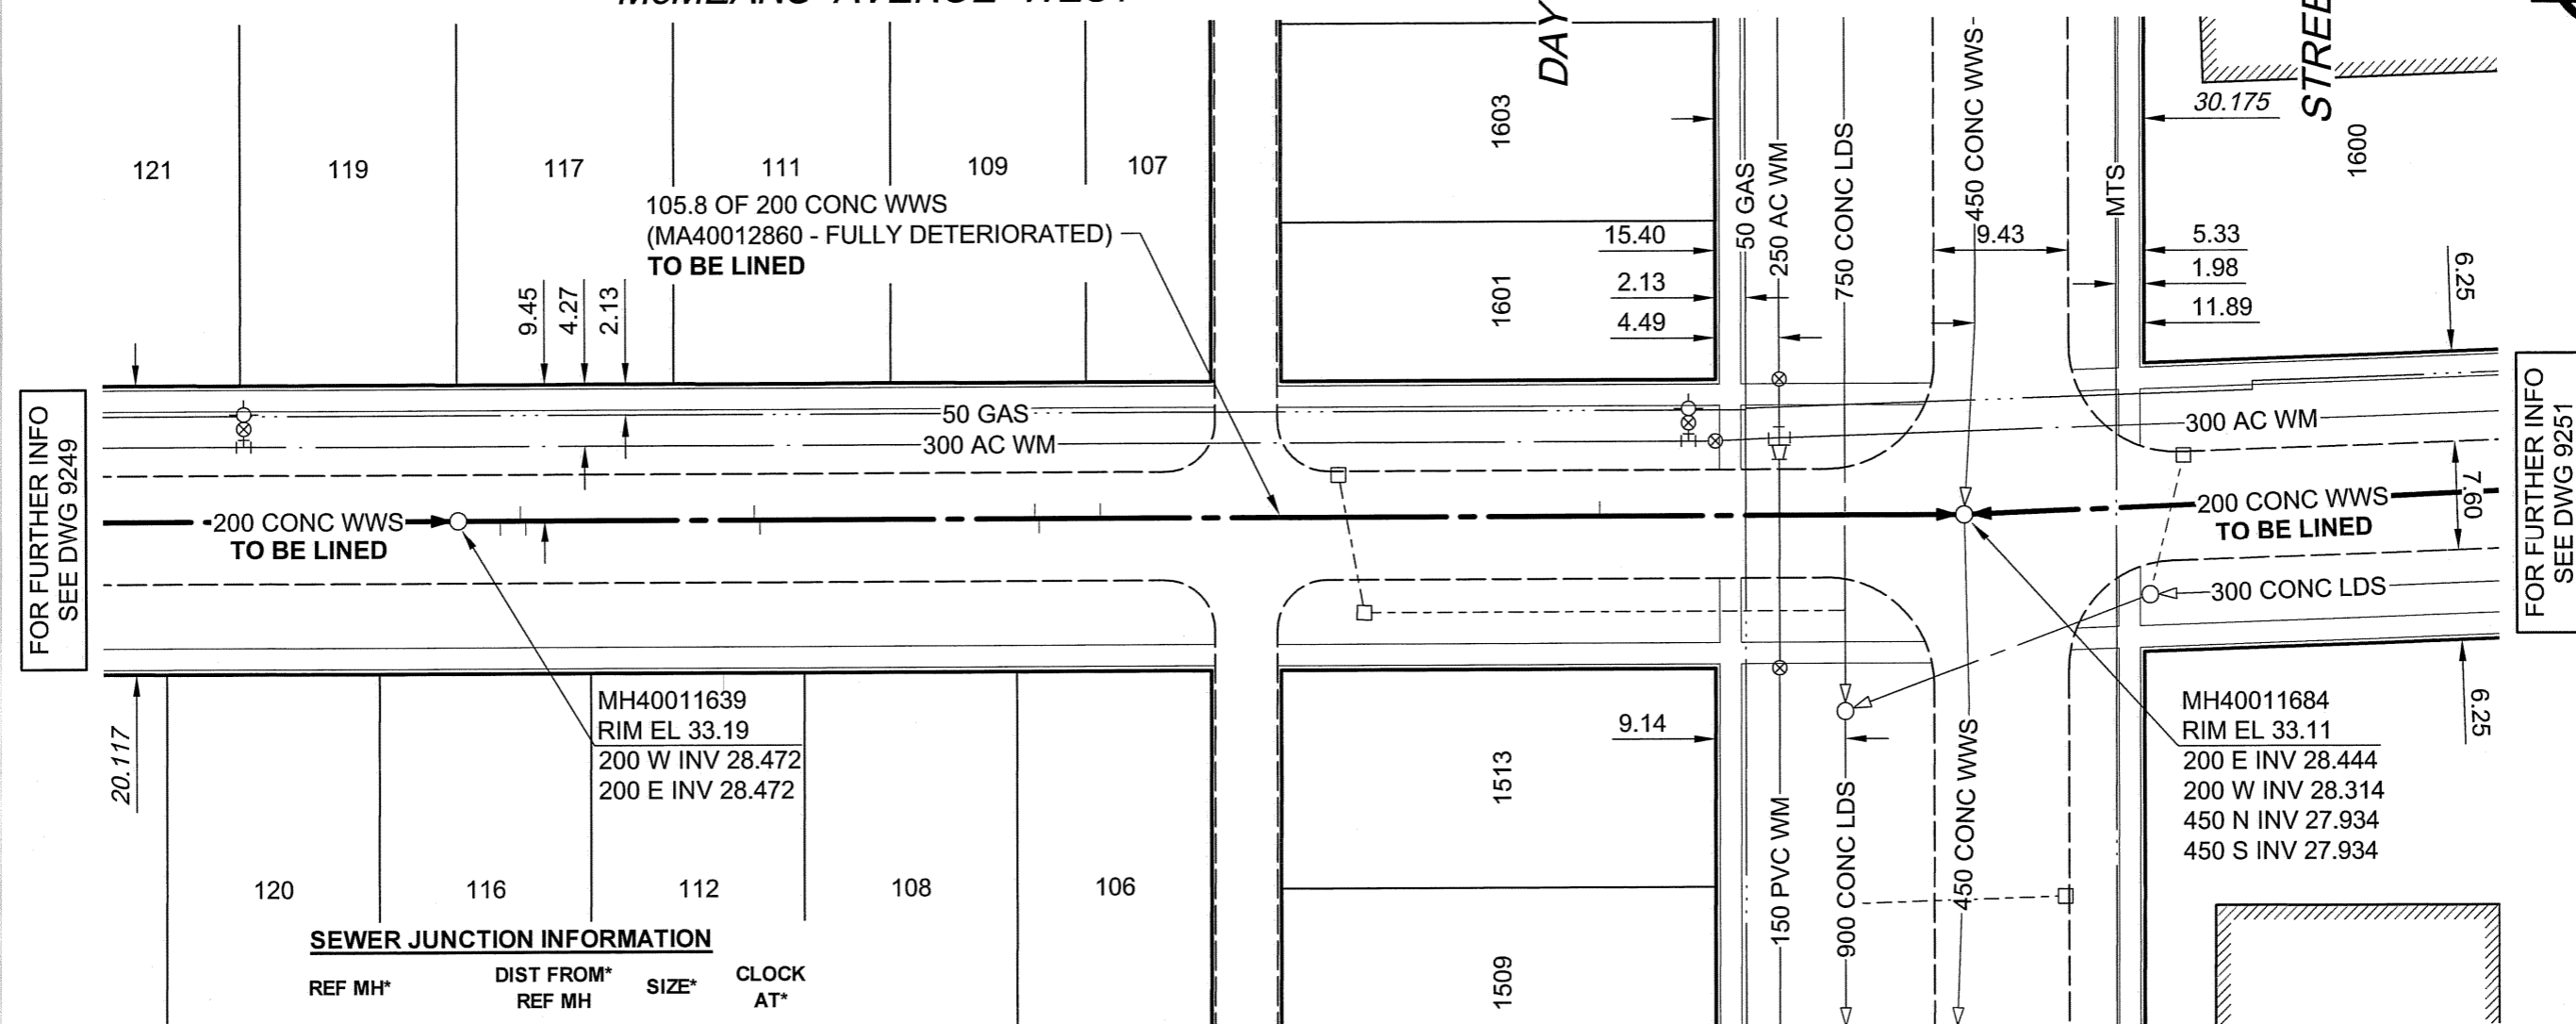 McMEANS AVENUE WEST
DAY
STREE
121
119
117
111
109
107
105.8 OF 200 CONC WWS
(MA40012860 - FULLY DETERIORATED)
TO BE LINED
9.45
4.27
2.13
1603
1601
15.40
2.13
4.49
50 GAS
250 AC WM
750 CONC LDS
450 CONC WWS
9.43
MTS
30.175
1600
5.33
1.98
11.89
6.25
FOR FURTHER INFO
SEE DWG 9249
50 GAS
300 AC WM
300 AC WM
200 CONC WWS
TO BE LINED
200 CONC WWS
TO BE LINED
7.60
300 CONC LDS
FOR FURTHER INFO
SEE DWG 9251
20.117
MH40011639
RIM EL 33.19
200 W INV 28.472
200 E INV 28.472
9.14
1513
1509
150 PVC WM
900 CONC LDS
450 CONC WWS
MH40011684
RIM EL 33.11
200 E INV 28.444
200 W INV 28.314
450 N INV 27.934
450 S INV 27.934
6.25
120
116
112
108
106
SEWER JUNCTION INFORMATION
REF MH*
DIST FROM*
REF MH
SIZE*
CLOCK
AT*